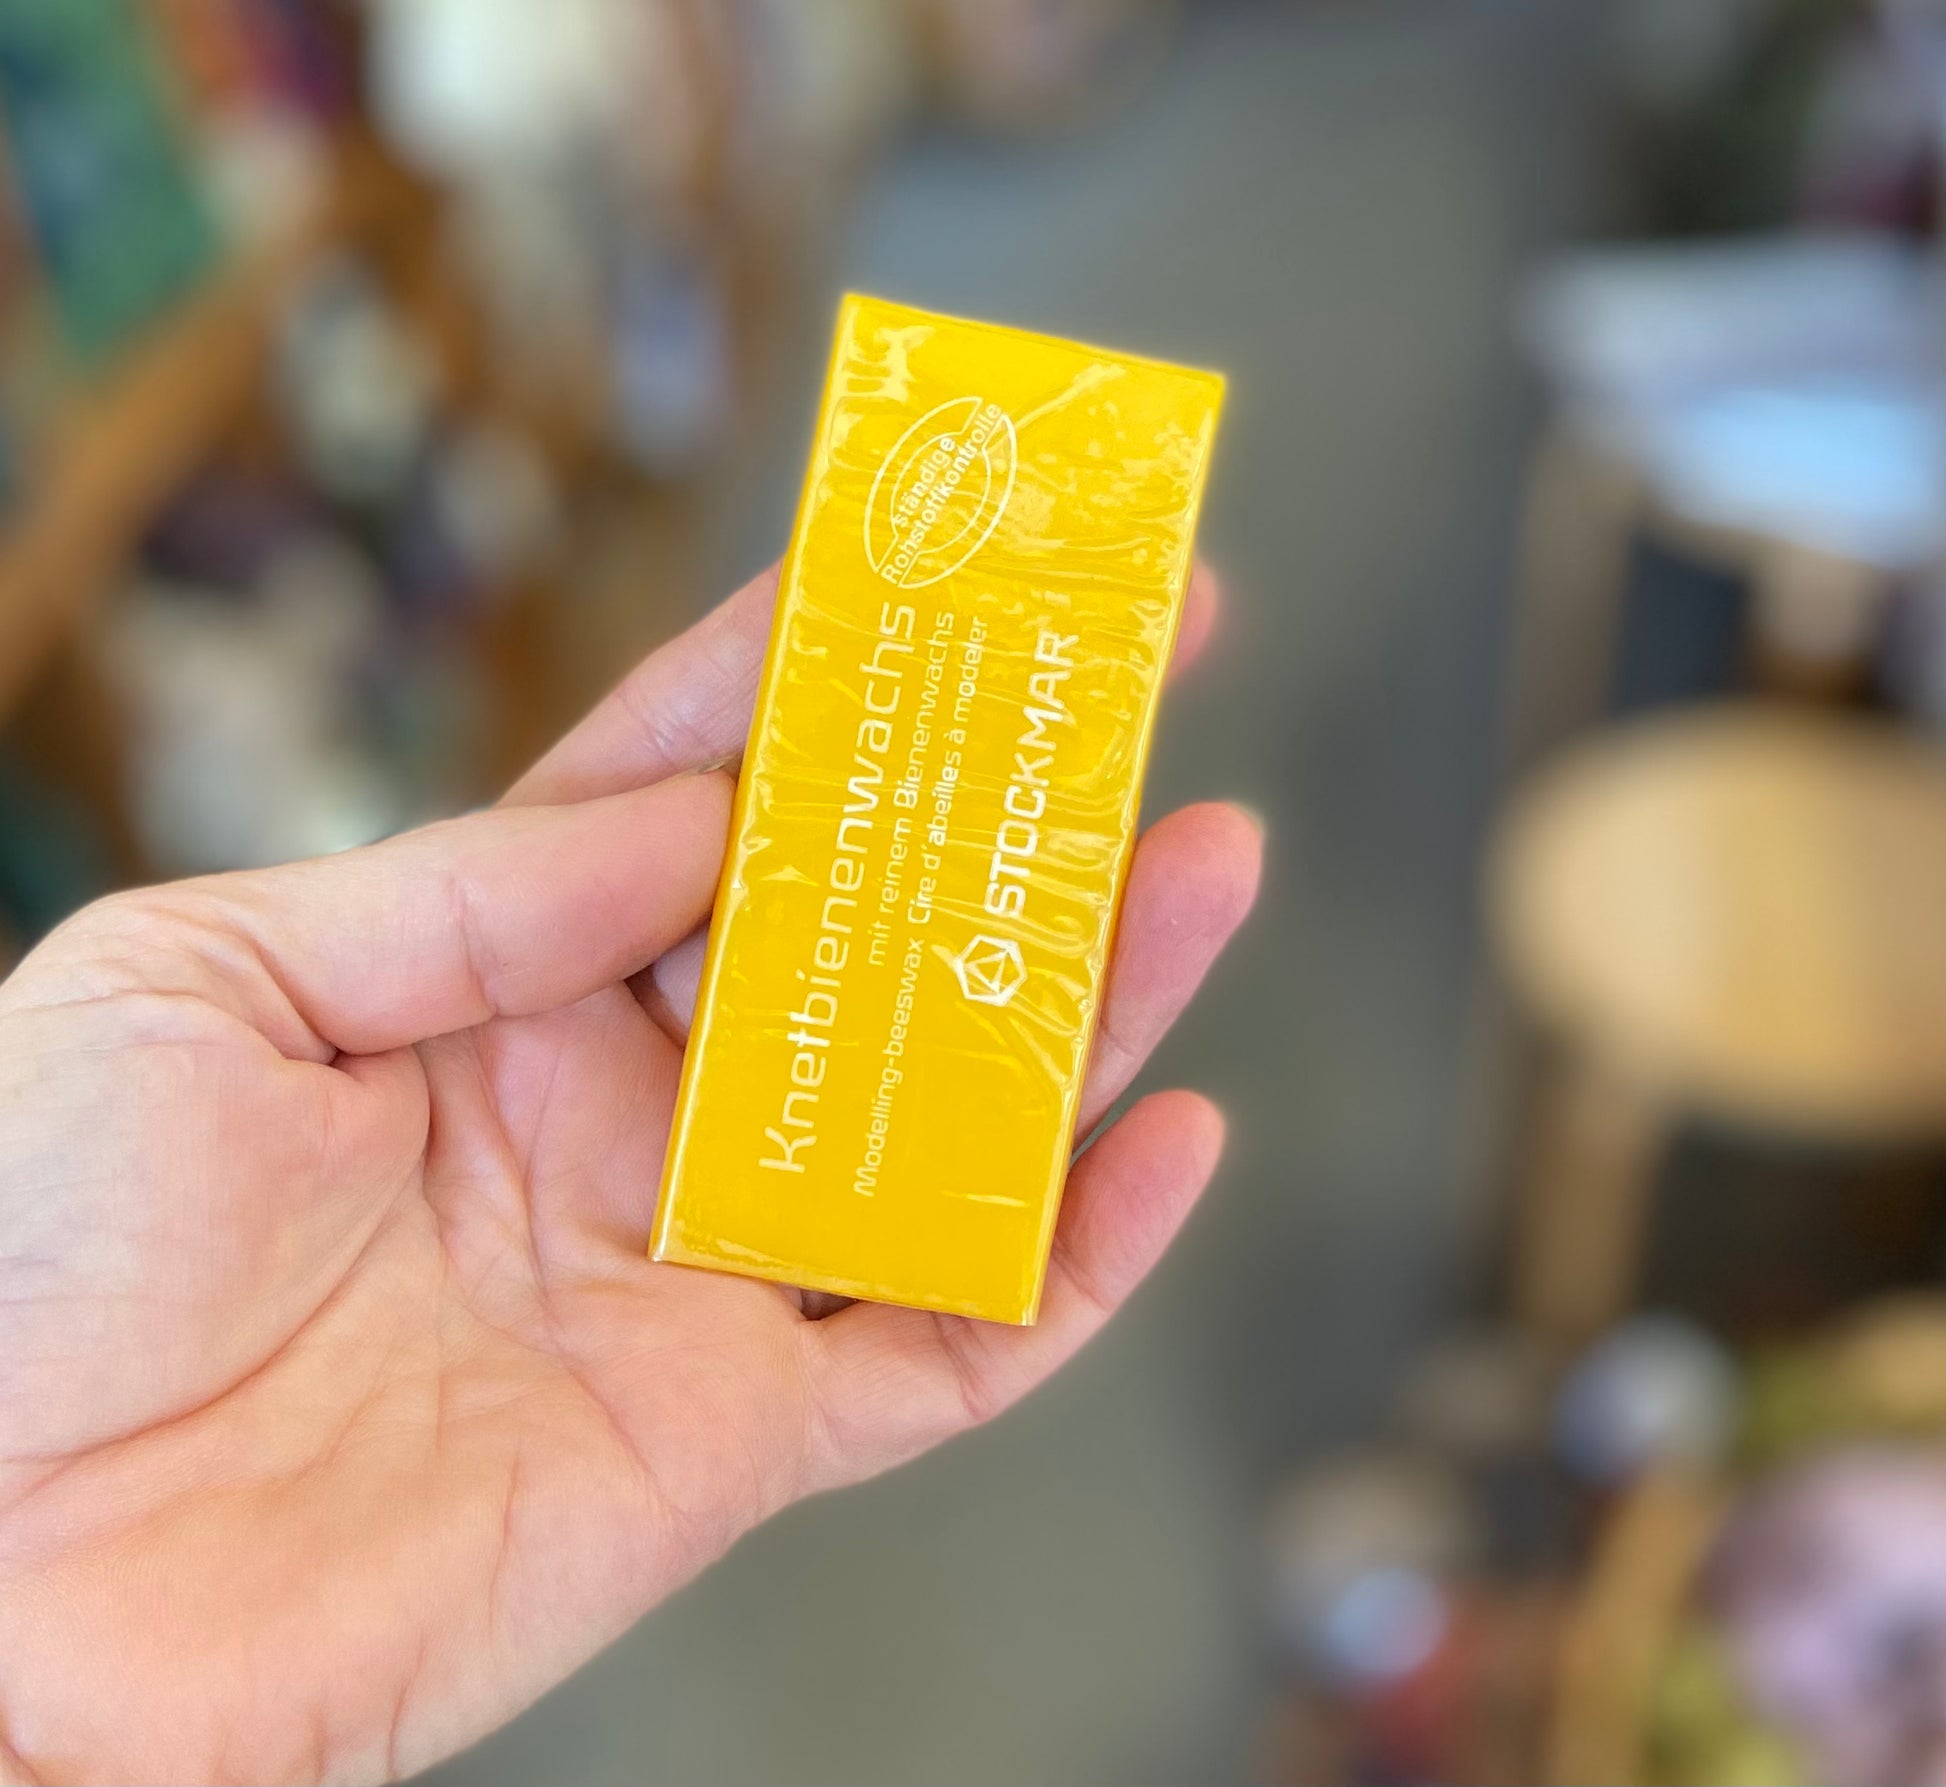 Knetbienenwachs
mit reinem Bienenwachs
Modelling-beeswax Cire d'abeilles à modeler
STOCKMAR
Ständige
Rohstoffkontrolle